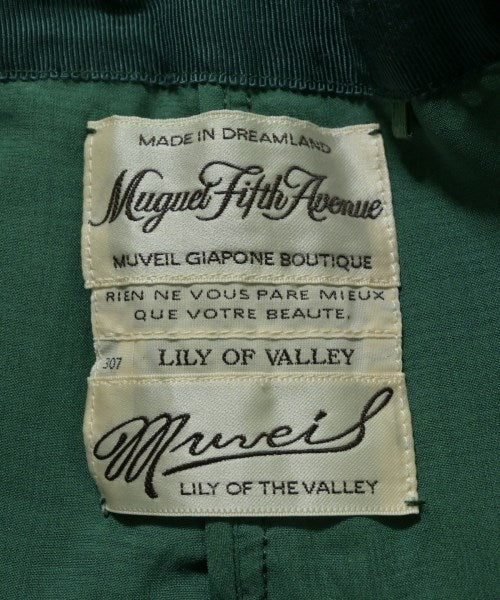 MADE IN DREAMLAND
Muguet Fifth Avenue
MUVEIL GIAPONE BOUTIQUE
RIEN NE VOUS PARE MIEUX
QUE VOTRE BEAUTE.
307
LILY OF VALLEY
Muveil
LILY OF THE VALLEY